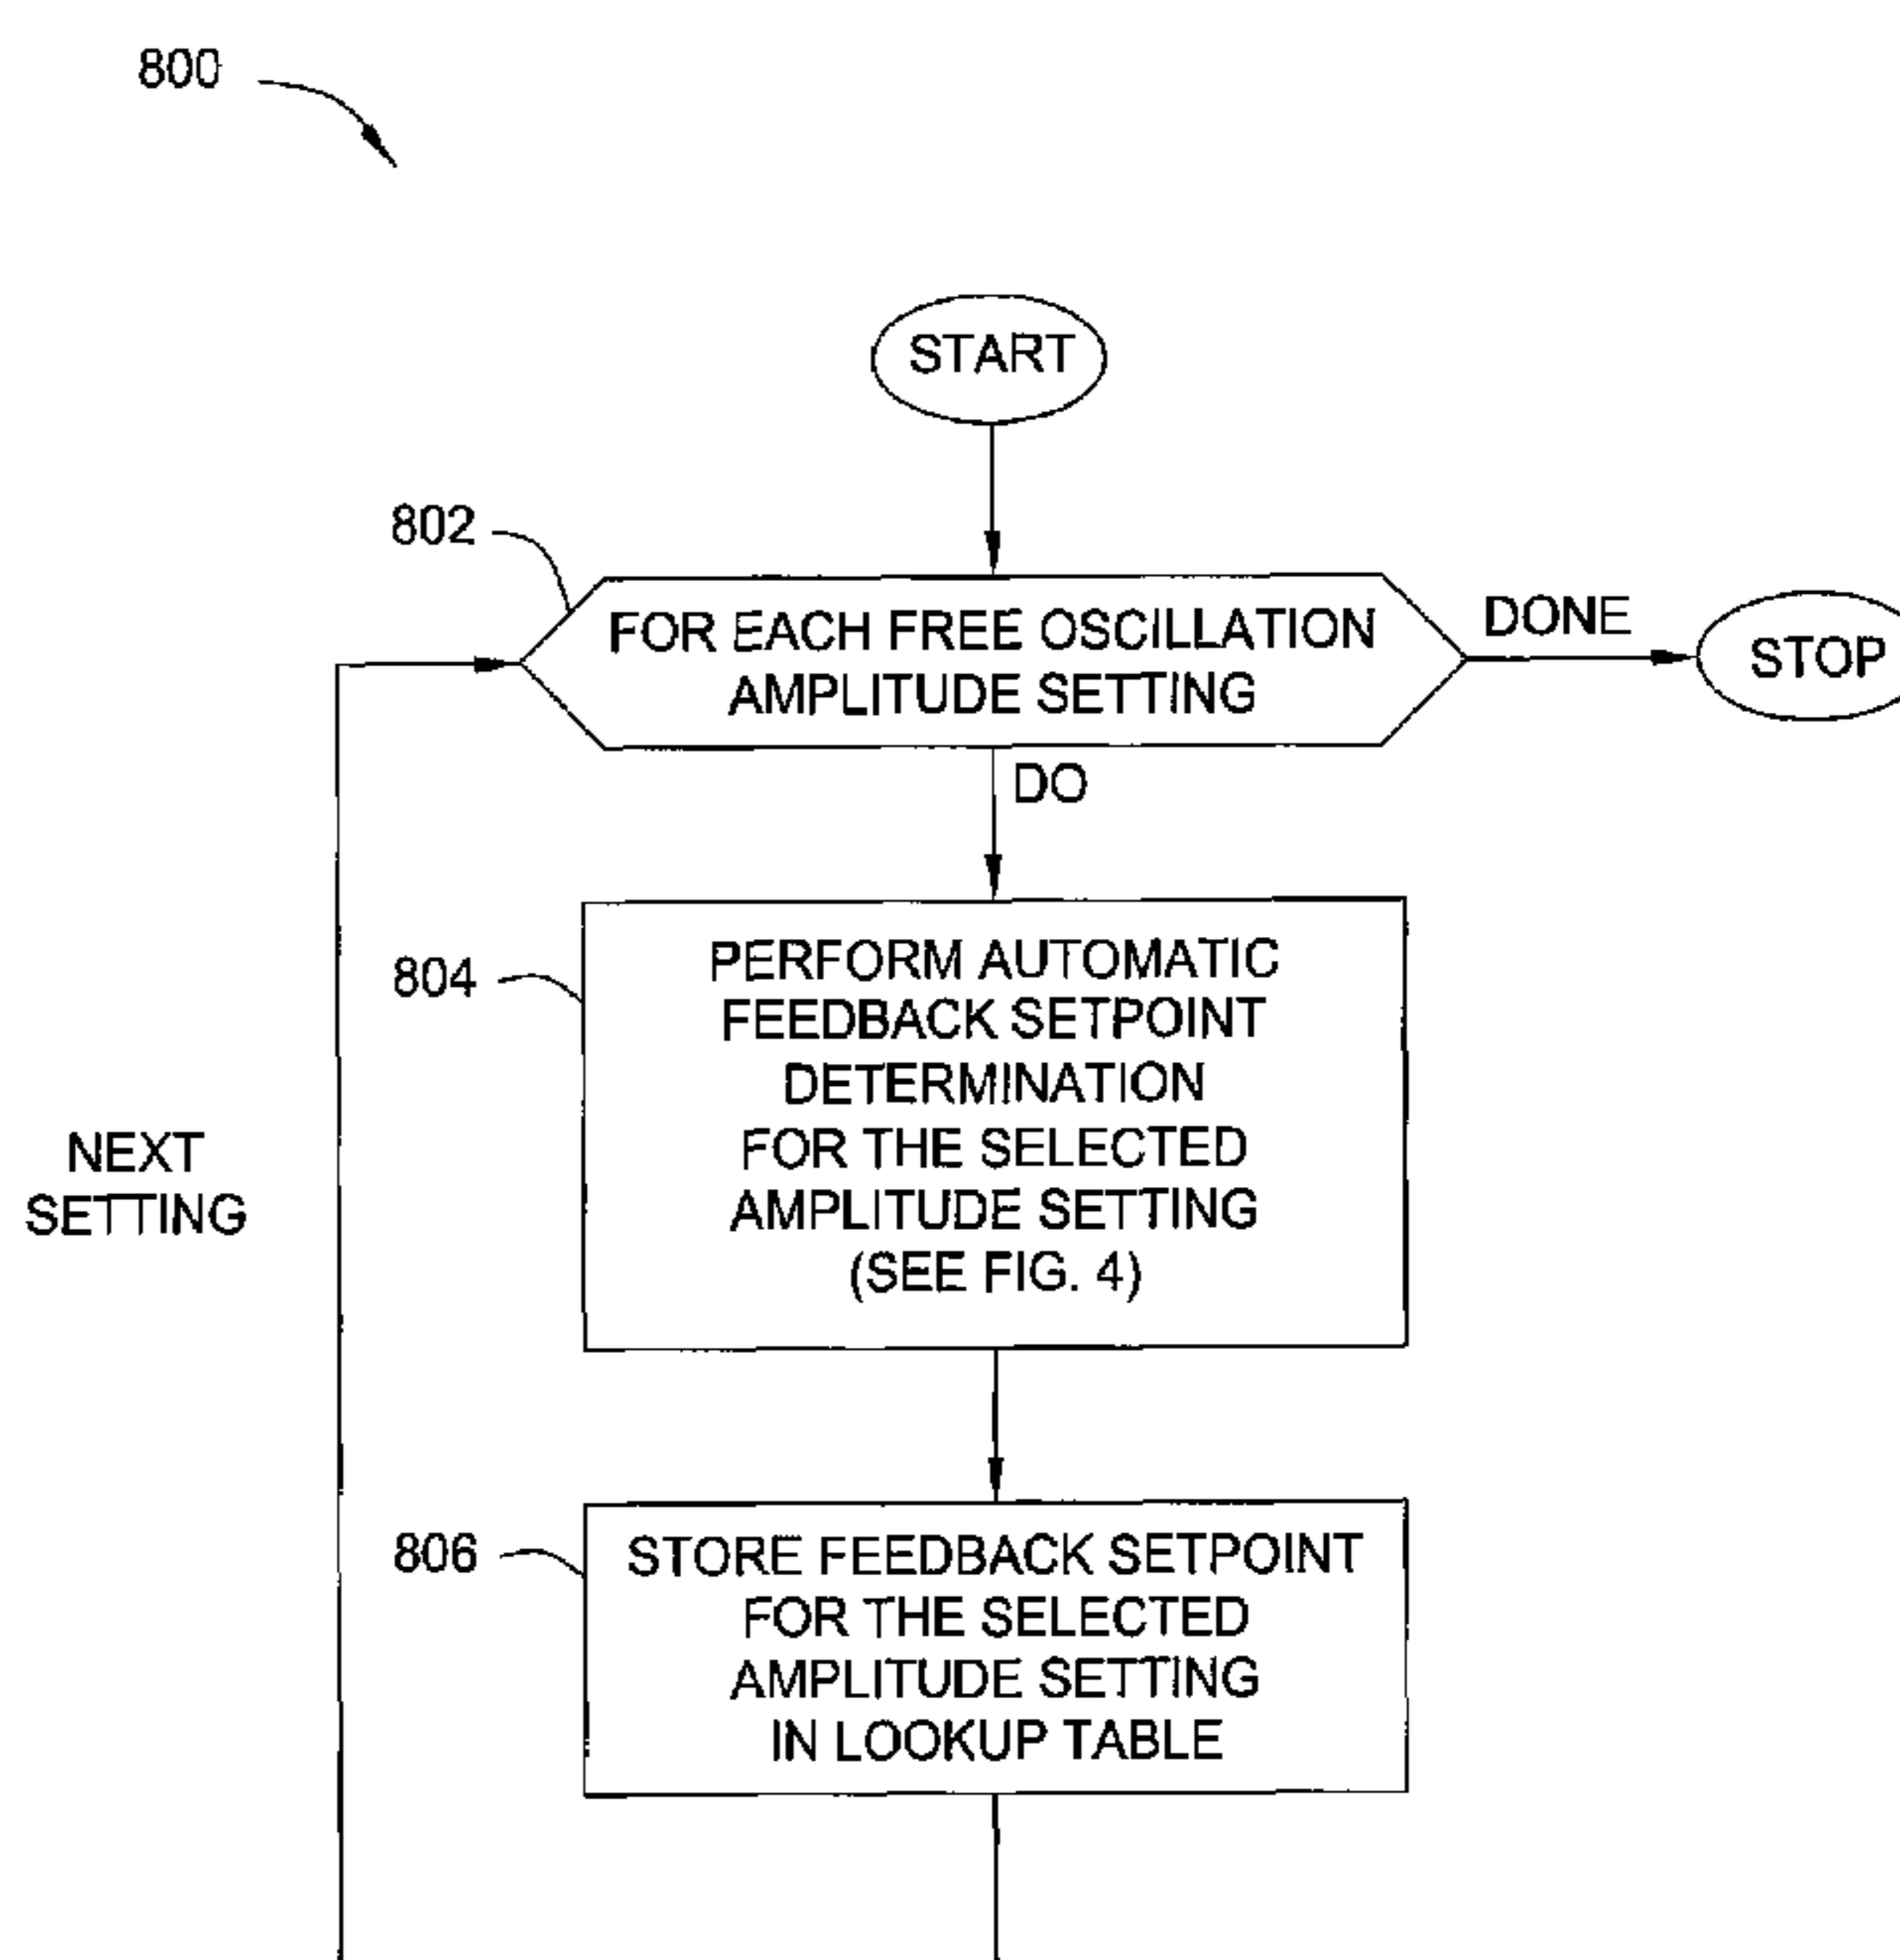 800
START
802
FOR EACH FREE OSCILLATION
AMPLITUDE SETTING
DONE
STOP
DO
804
PERFORM AUTOMATIC
FEEDBACK SETPOINT
DETERMINATION
FOR THE SELECTED
AMPLITUDE SETTING
(SEE FIG. 4)
NEXT
SETTING
806
STORE FEEDBACK SETPOINT
FOR THE SELECTED
AMPLITUDE SETTING
IN LOOKUP TABLE